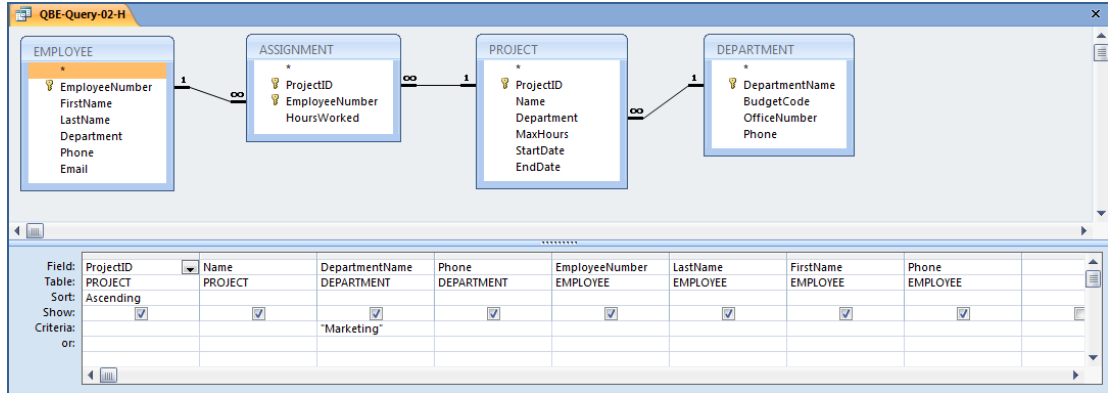 QBE-Query-02-H
EMPLOYEE
*
EmployeeNumber
FirstName
LastName
Department
Phone
Email
1
∞
ASSIGNMENT
*
ProjectID
EmployeeNumber
HoursWorked
∞
1
PROJECT
*
ProjectID
Name
Department
MaxHours
StartDate
EndDate
∞
1
DEPARTMENT
*
DepartmentName
BudgetCode
OfficeNumber
Phone
Field: ProjectID Name DepartmentName Phone EmployeeNumber LastName FirstName Phone
Table: PROJECT PROJECT DEPARTMENT DEPARTMENT EMPLOYEE EMPLOYEE EMPLOYEE EMPLOYEE
Sort: Ascending
Show:
Criteria: "Marketing"
or: